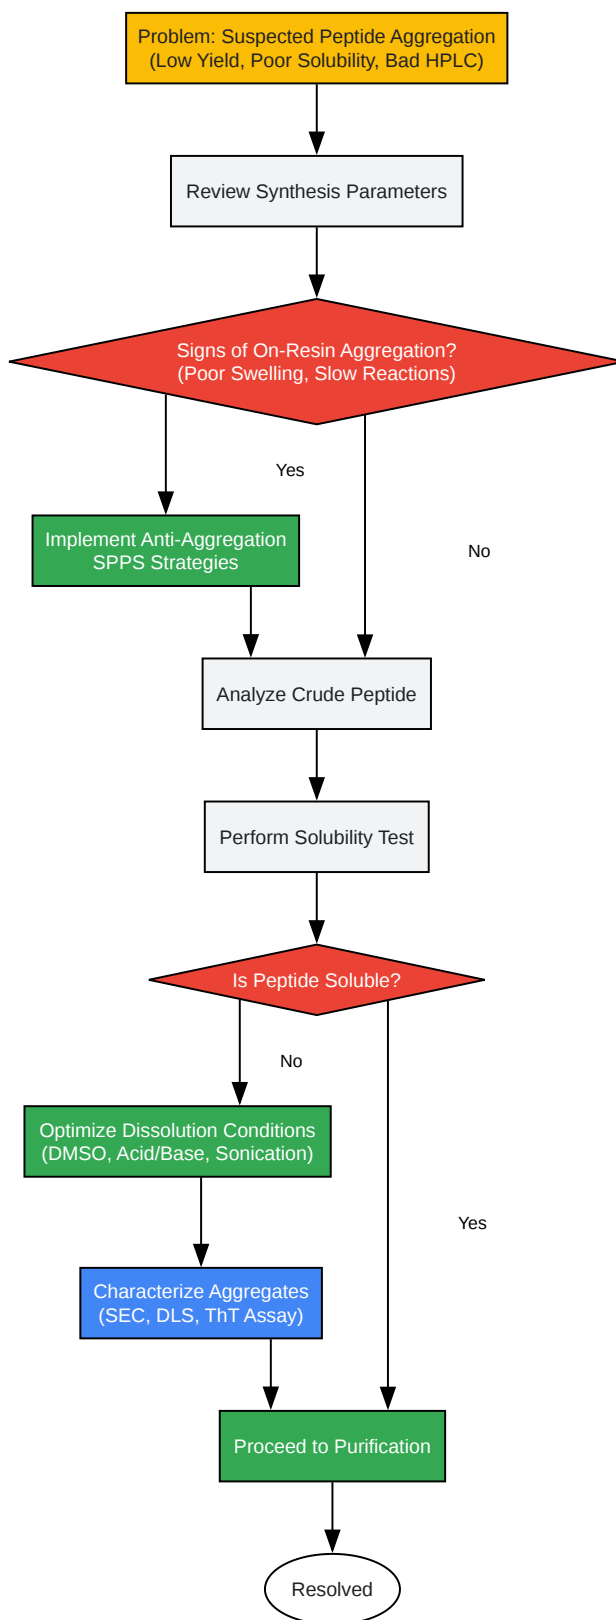 Problem: Suspected Peptide Aggregation
(Low Yield, Poor Solubility, Bad HPLC)
Review Synthesis Parameters
Signs of On-Resin Aggregation?
(Poor Swelling, Slow Reactions)
Yes
Implement Anti-Aggregation
SPPS Strategies
No
Analyze Crude Peptide
Perform Solubility Test
Is Peptide Soluble?
No
Optimize Dissolution Conditions
(DMSO, Acid/Base, Sonication)
Yes
Characterize Aggregates
(SEC, DLS, ThT Assay)
Proceed to Purification
Resolved